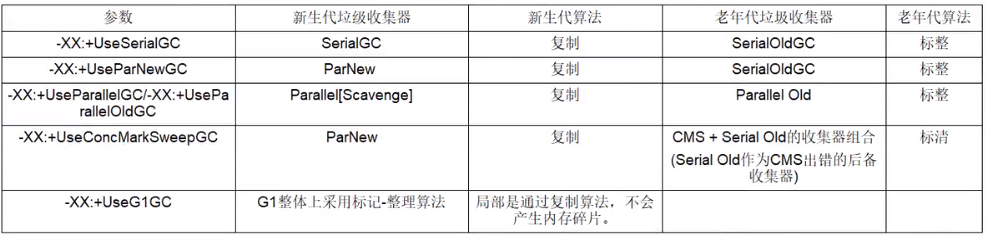 参数 新生代垃级收集器 新生代算法 老年代垃圾收集器 老年代算法
-XX:+UseSerialGC SerialGC 复制 SerialOldGC 标整
-XX:+UseParNewGC ParNew 复制 SerialOldGC 标整
-XX:+UseParallelGC/-XX:+UsePa Parallel[Scavenge] 复制 Parallel Old 标整
rallelOldGC
-XX:+UseConcMarkSweepGC ParNew 复制 CMS + Serial Old的收集器组合 标清
(Serial Old作为CMS出错的后备
收集器)
-XX:+UseG1GC G1整体上采用标记-整理算法 局部是通过复制算法，不会
产生内存碎片。